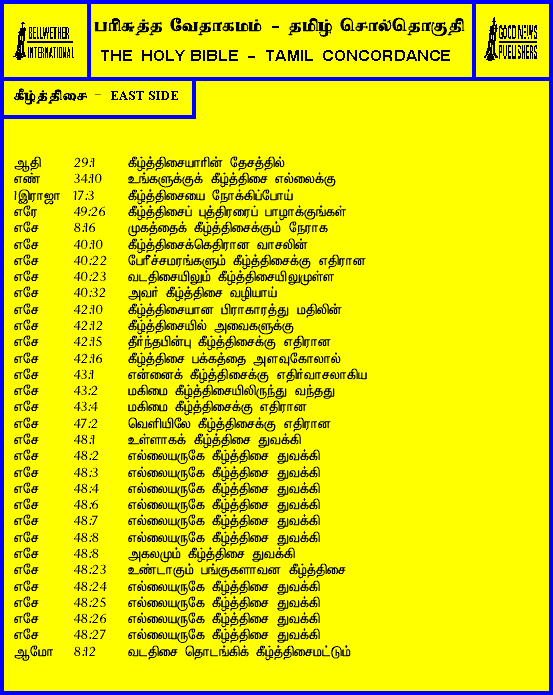 BELLWETHER INTERNATIONAL
பரிசுத்த வேதாகமம் - தமிழ் சொல்தொகுதி
THE HOLY BIBLE - TAMIL CONCORDANCE
GOOD NEWS PUBLISHERS
கீழ்த்திசை - EAST SIDE
ஆதி 29:1 கீழ்த்திசையாரின் தேசத்தில்
எண் 34:10 உங்களுக்குக் கீழ்த்திசை எல்லைக்கு
1இராஜா 17:3 கீழ்த்திசையை நோக்கிப்போய்
எரே 49:26 கீழ்த்திசைப் புத்திரரைப் பாழாக்குங்கள்
எசே 8:16 முகத்தைக் கீழ்த்திசைக்கும் நேராக
எசே 40:10 கீழ்த்திசைக்கெதிரான வாசலின்
எசே 40:22 பேரீச்சமரங்களும் கீழ்த்திசைக்கு எதிரான
எசே 40:23 வடதிசையிலும் கீழ்த்திசையிலுமுள்ள
எசே 40:32 அவர் கீழ்த்திசை வழியாய்
எசே 42:10 கீழ்த்திசையான பிராகாரத்து மதிலின்
எசே 42:12 கீழ்த்திசையில் அவைகளுக்கு
எசே 42:15 தீர்ந்தபின்பு கீழ்த்திசைக்கு எதிரான
எசே 42:16 கீழ்த்திசை பக்கத்தை அளவுகோலால்
எசே 43:1 என்னைக் கீழ்த்திசைக்கு எதிர்வாசலாகிய
எசே 43:2 மகிமை கீழ்த்திசையிலிருந்து வந்தது
எசே 43:4 மகிமை கீழ்த்திசைக்கு எதிரான
எசே 47:2 வெளியிலே கீழ்த்திசைக்கு எதிரான
எசே 48:1 உள்ளாகக் கீழ்த்திசை துவக்கி
எசே 48:2 எல்லையருகே கீழ்த்திசை துவக்கி
எசே 48:3 எல்லையருகே கீழ்த்திசை துவக்கி
எசே 48:4 எல்லையருகே கீழ்த்திசை துவக்கி
எசே 48:6 எல்லையருகே கீழ்த்திசை துவக்கி
எசே 48:7 எல்லையருகே கீழ்த்திசை துவக்கி
எசே 48:8 எல்லையருகே கீழ்த்திசை துவக்கி
எசே 48:8 அகலமும் கீழ்த்திசை துவக்கி
எசே 48:23 உண்டாகும் பங்குகளாவன கீழ்த்திசை
எசே 48:24 எல்லையருகே கீழ்த்திசை துவக்கி
எசே 48:25 எல்லையருகே கீழ்த்திசை துவக்கி
எசே 48:26 எல்லையருகே கீழ்த்திசை துவக்கி
எசே 48:27 எல்லையருகே கீழ்த்திசை துவக்கி
ஆமோ 8:12 வடதிசை தொடங்கிக் கீழ்த்திசைமட்டும்